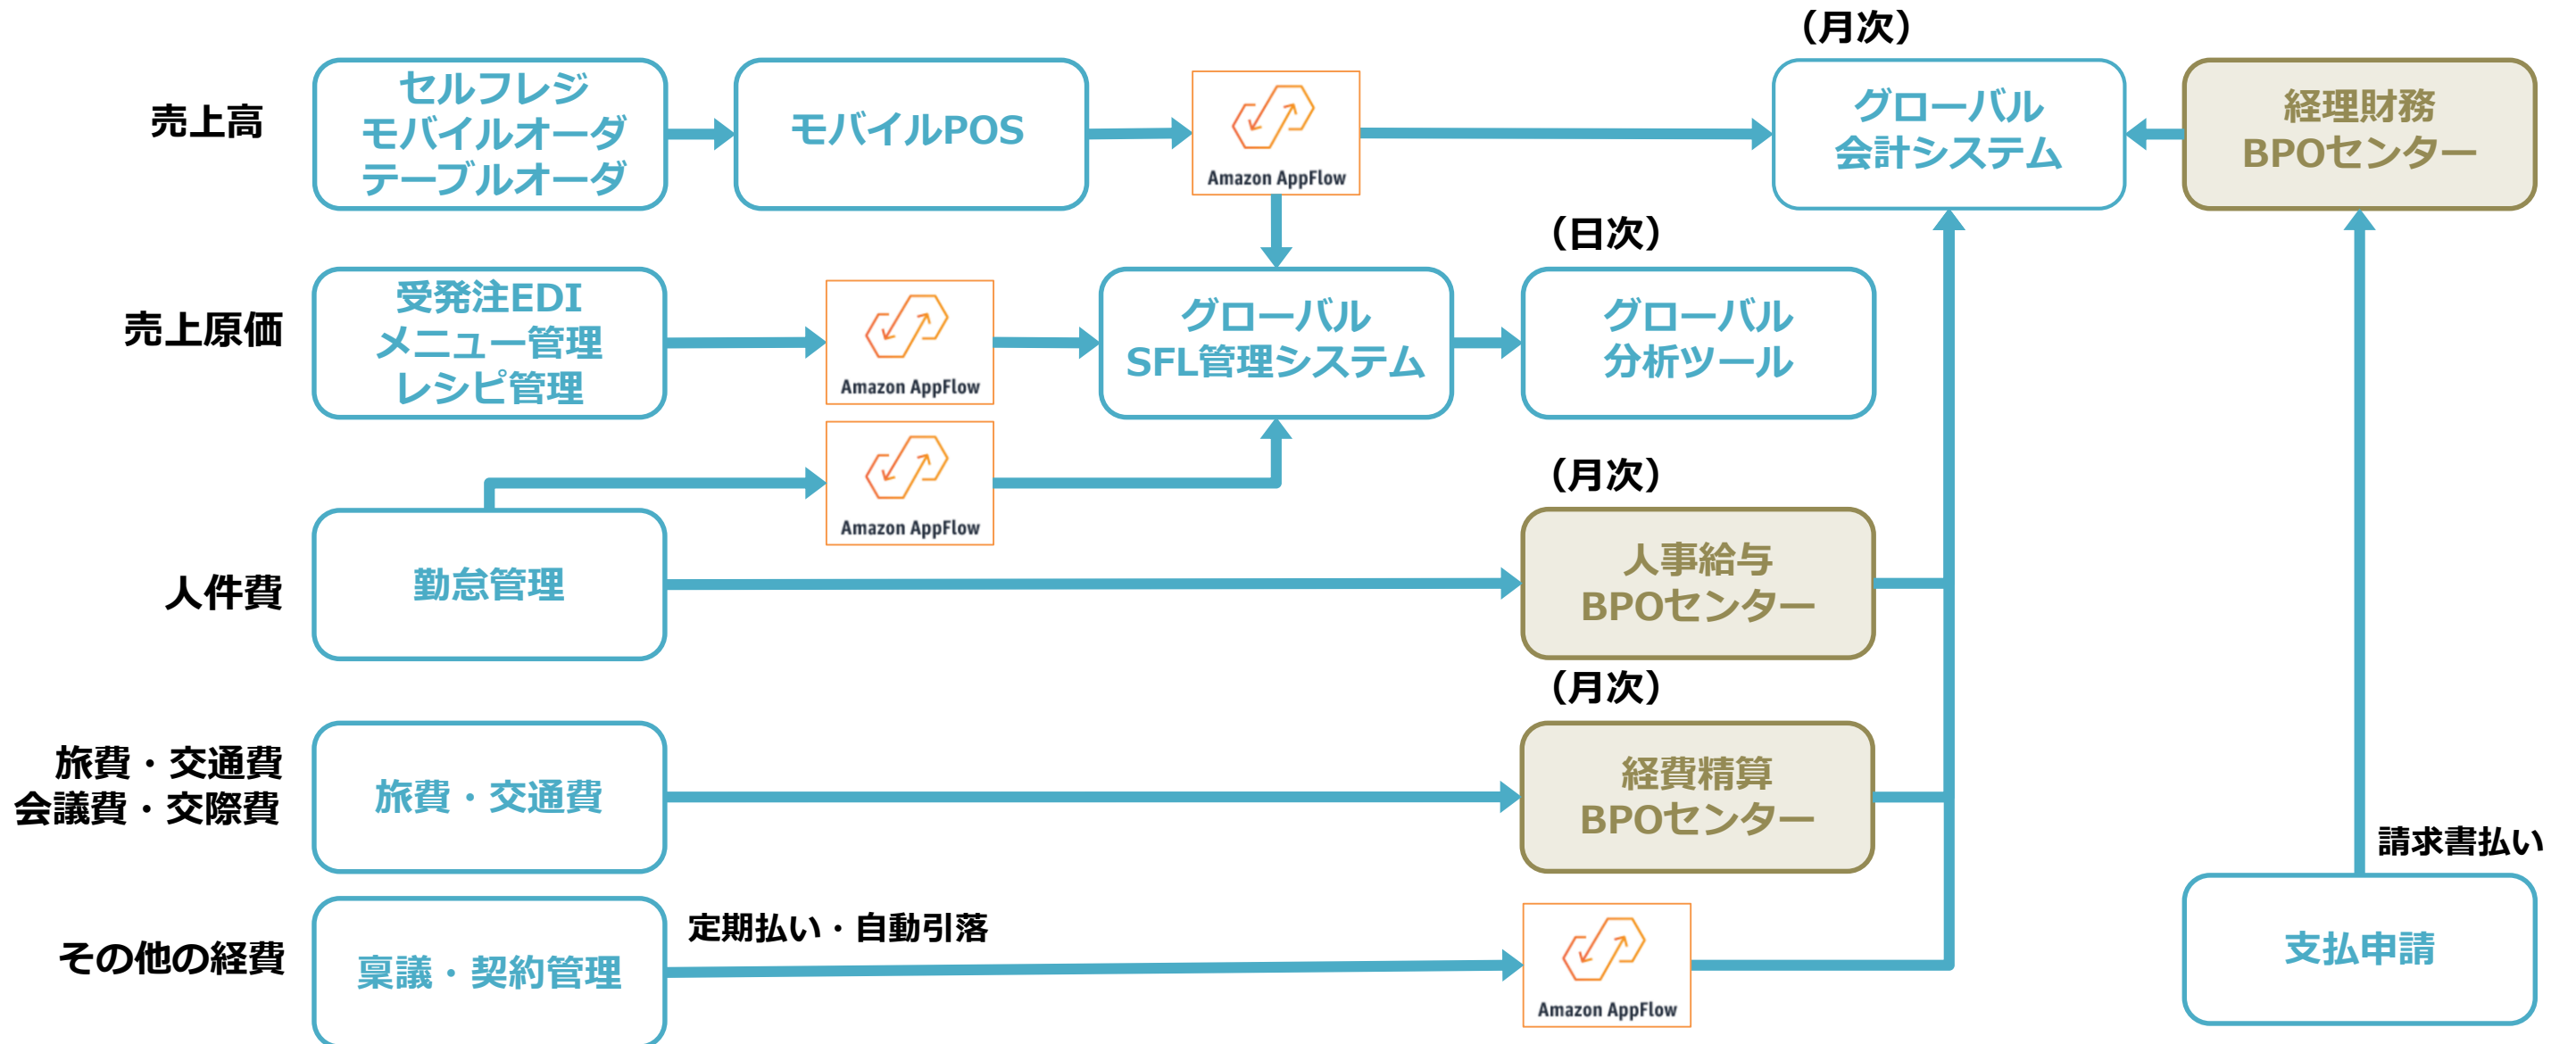 （月次）
売上高
セルフレジ
モバイルオーダ
テーブルオーダ
モバイルPOS
Amazon AppFlow
グローバル
会計システム
経理財務
BPOセンター
（日次）
売上原価
受発注EDI
メニュー管理
レシピ管理
Amazon AppFlow
グローバル
SFL管理システム
グローバル
分析ツール
Amazon AppFlow
（月次）
人件費
勤怠管理
人事給与
BPOセンター
（月次）
旅費・交通費
会議費・交際費
旅費・交通費
経費精算
BPOセンター
請求書払い
その他の経費
稟議・契約管理
定期払い・自動引落
Amazon AppFlow
支払申請